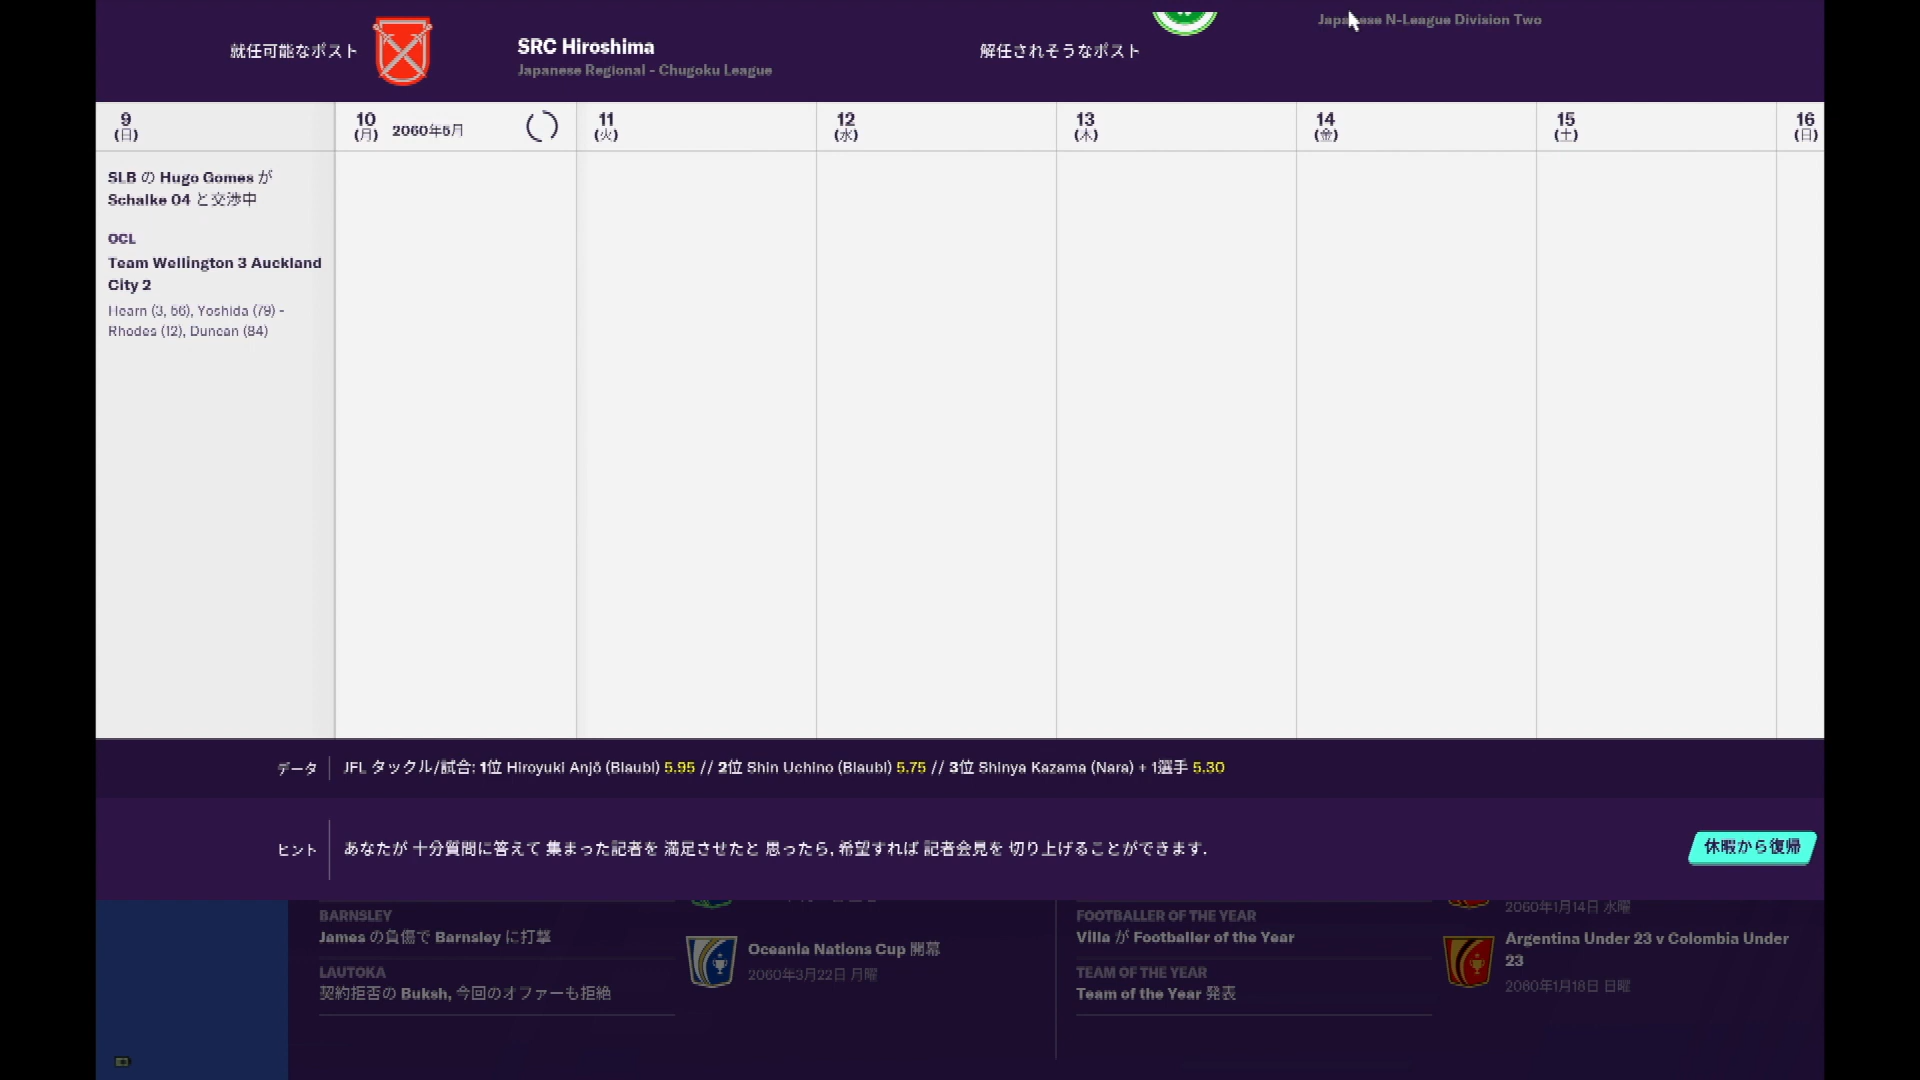 Japanese N-League Division Two
就任可能なポスト
SRC Hiroshima
Japanese Regional - Chugoku League
解任されそうなポスト
9
(日)
10
(月) 2060年5月
11
(火)
12
(水)
13
(木)
14
(金)
15
(土)
16
(日)
SLB の Hugo Gomes が
Schalke 04 と交渉中
OCL
Team Wellington 3 Auckland
City 2
Hearn (3, 56), Yoshida (79) -
Rhodes (12), Duncan (84)
データ
JFL タックル/試合: 1位 Hiroyuki Anjō (Blaubl) 5.95 // 2位 Shin Uchino (Blaubl) 5.75 // 3位 Shinya Kazama (Nara) + 1選手 5.30
ヒント
あなたが 十分質問に答えて 集まった記者を 満足させたと 思ったら, 希望すれば 記者会見を 切り上げることができます.
休暇から復帰
BARNSLEY
James の負傷で Barnsley に打撃
LAUTOKA
契約拒否の Buksh, 今回のオファーも拒絶
Oceania Nations Cup 開幕
2060年3月22日 月曜
FOOTBALLER OF THE YEAR
Villa が Footballer of the Year
TEAM OF THE YEAR
Team of the Year 発表
2060年1月14日 水曜
Argentina Under 23 v Colombia Under
23
2060年1月18日 日曜